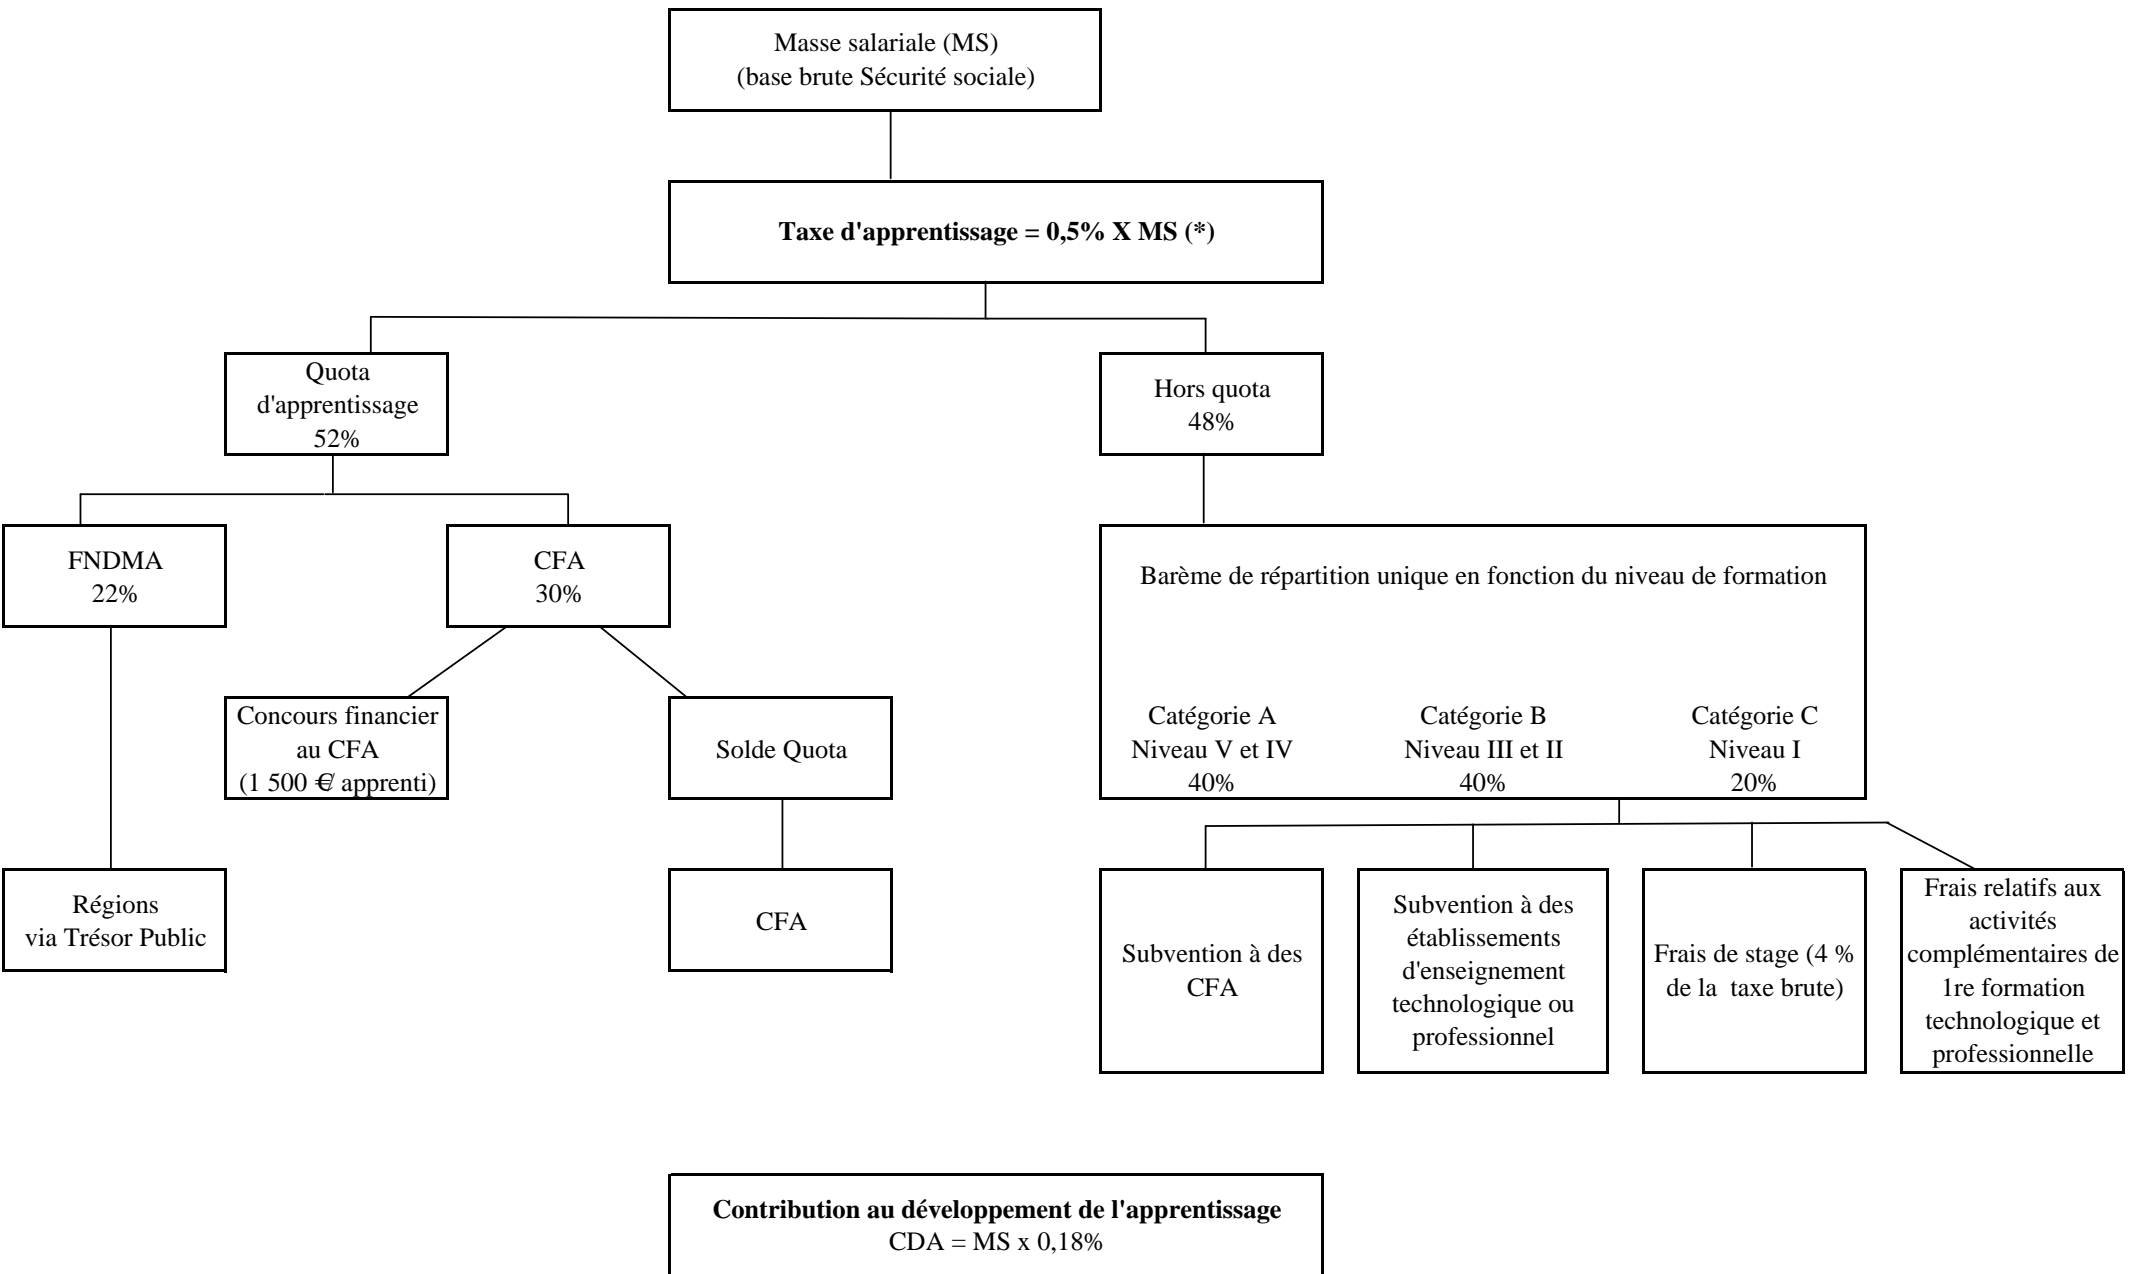 Masse salariale (MS)
(base brute Sécurité sociale)
Taxe d'apprentissage = 0,5% X MS (*)
Quota
d'apprentissage
52%
Hors quota
48%
FNDMA
22%
CFA
30%
Barème de répartition unique en fonction du niveau de formation
Catégorie A
Niveau V et IV
40%
Catégorie B
Niveau III et II
40%
Catégorie C
Niveau I
20%
Concours financier
au CFA
(1 500 €/ apprenti)
Solde Quota
Régions
via Trésor Public
CFA
Subvention à des
CFA
Subvention à des
établissements
d'enseignement
technologique ou
professionnel
Frais de stage (4 %
de la  taxe brute)
Frais relatifs aux
activités
complémentaires de
1re formation
technologique et
professionnelle
Contribution au développement de l'apprentissage
CDA = MS x 0,18%